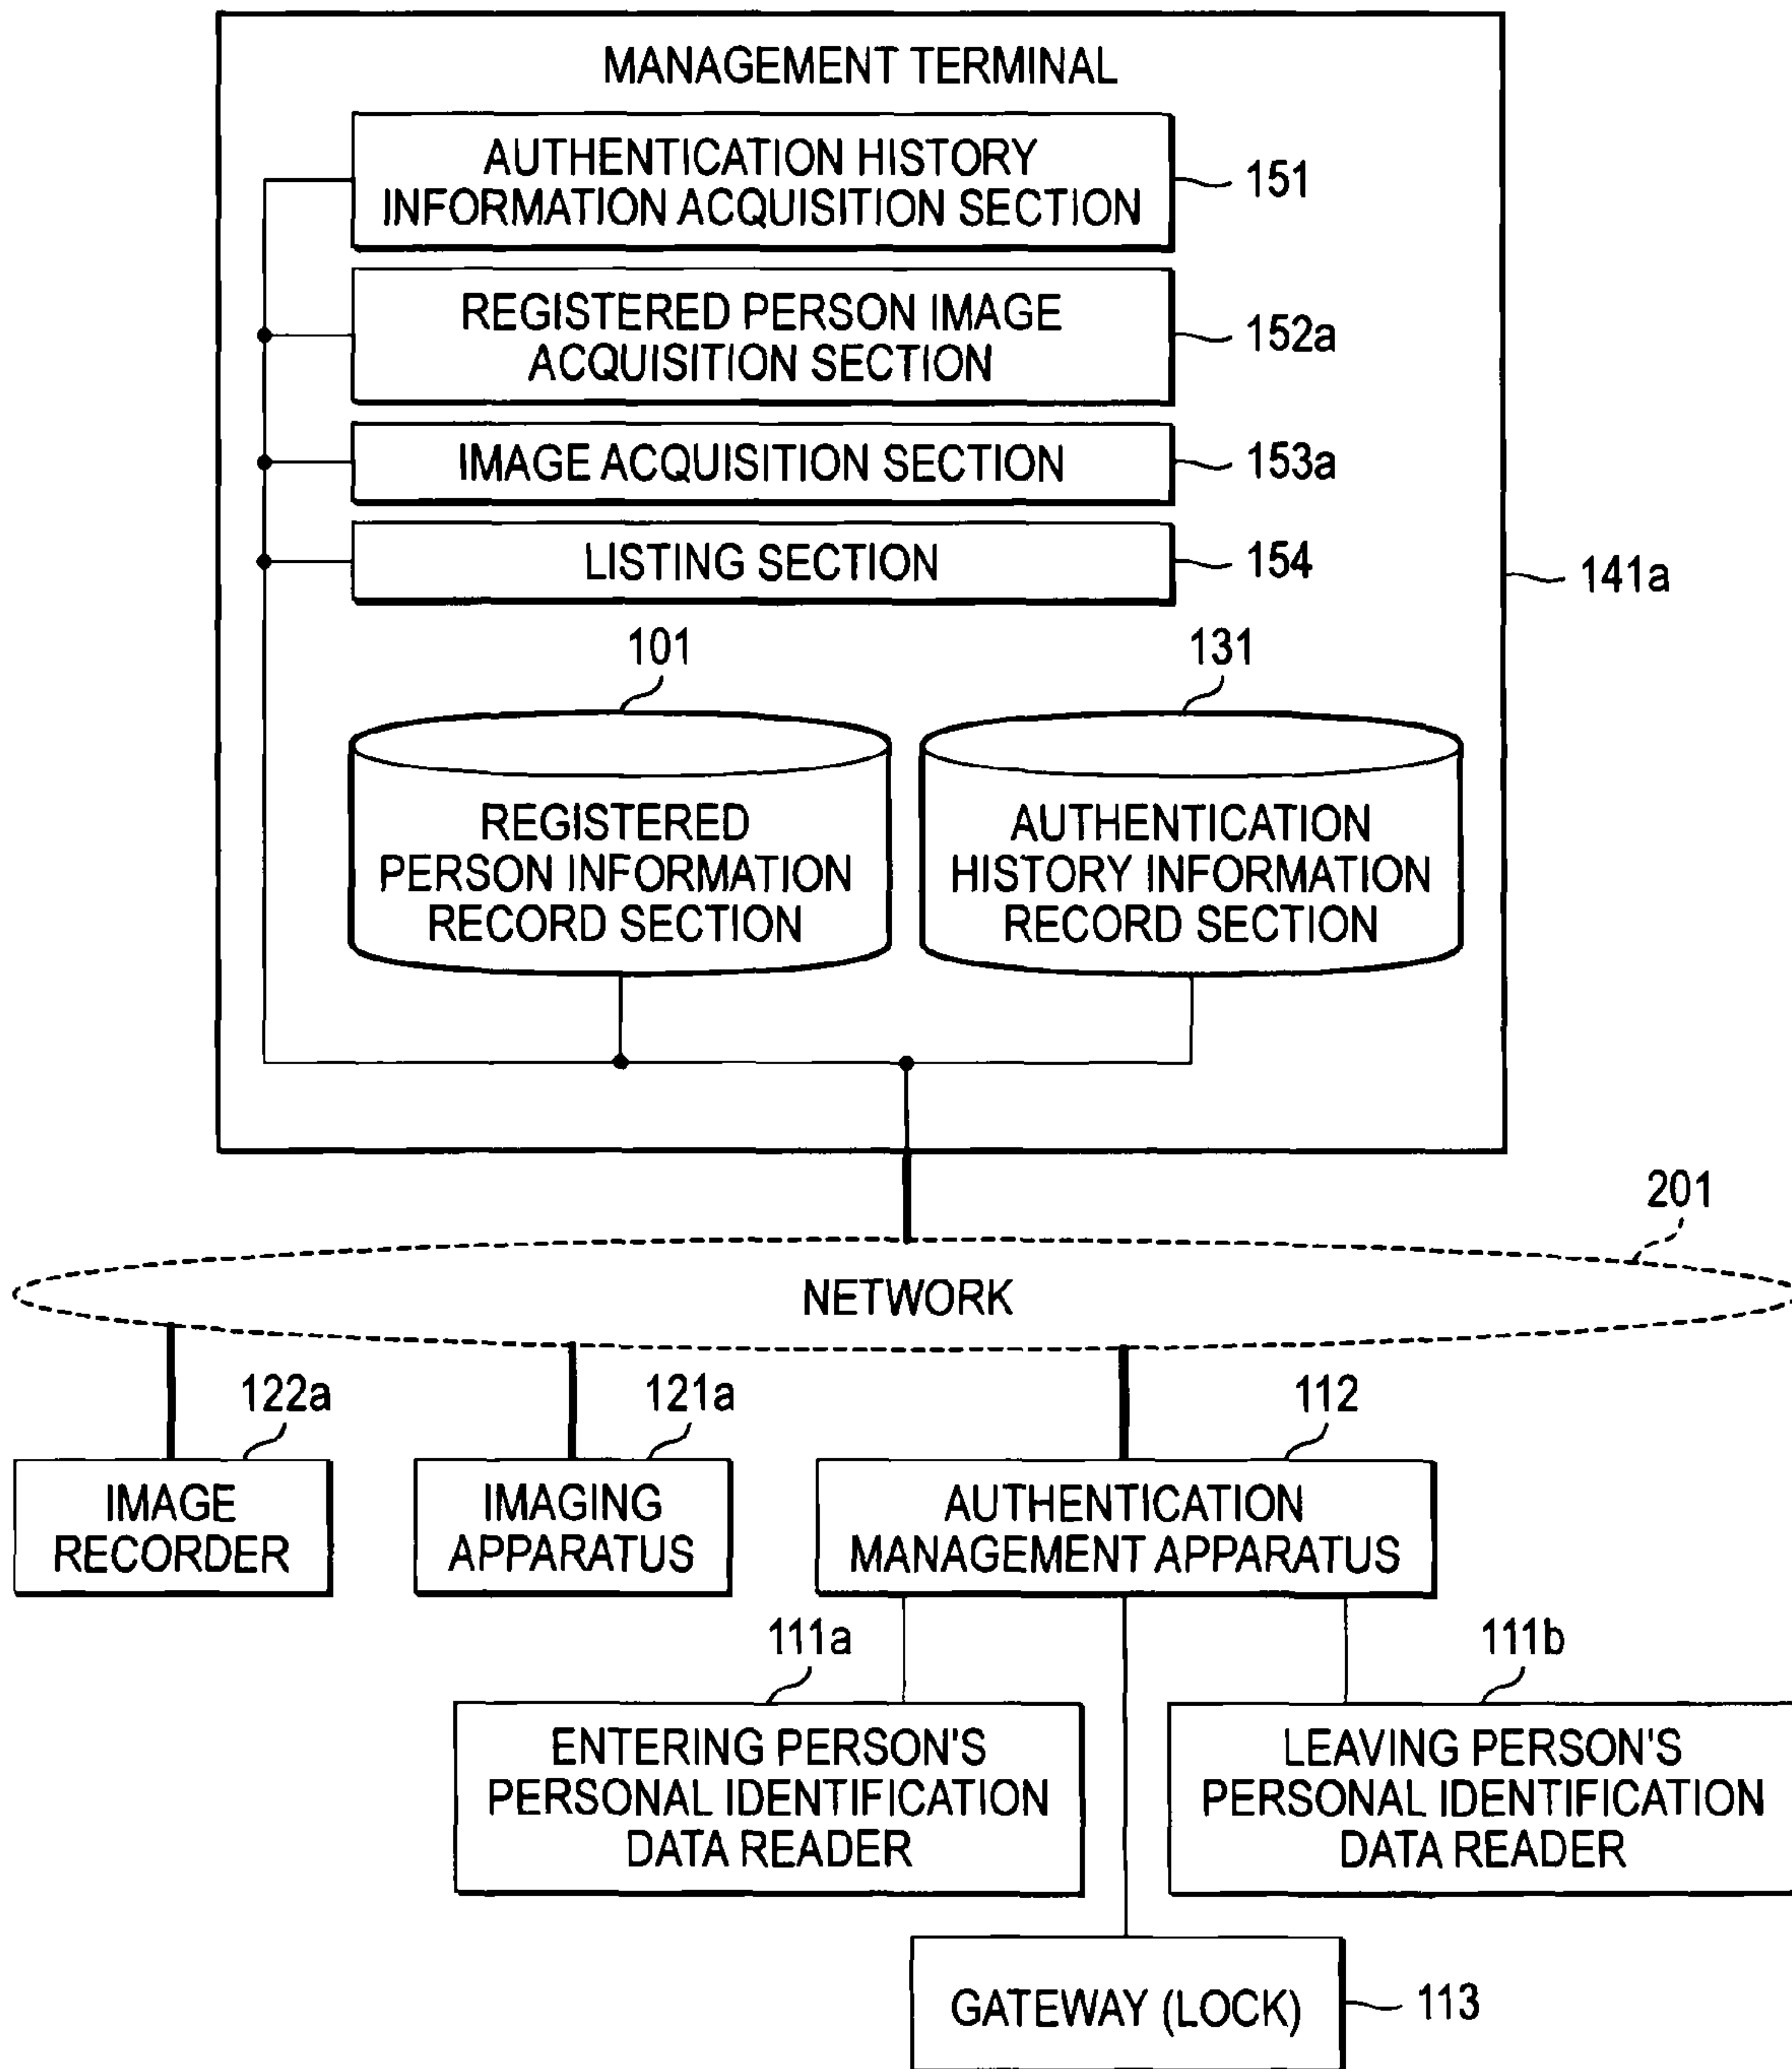 MANAGEMENT TERMINAL
AUTHENTICATION HISTORY
INFORMATION ACQUISITION SECTION
151
REGISTERED PERSON IMAGE
ACQUISITION SECTION
152a
IMAGE ACQUISITION SECTION
153a
LISTING SECTION
154
141a
101
131
REGISTERED
PERSON INFORMATION
RECORD SECTION
AUTHENTICATION
HISTORY INFORMATION
RECORD SECTION
201
NETWORK
122a
121a
112
IMAGE
RECORDER
IMAGING
APPARATUS
AUTHENTICATION
MANAGEMENT APPARATUS
111a
111b
ENTERING PERSON'S
PERSONAL IDENTIFICATION
DATA READER
LEAVING PERSON'S
PERSONAL IDENTIFICATION
DATA READER
GATEWAY (LOCK)
113